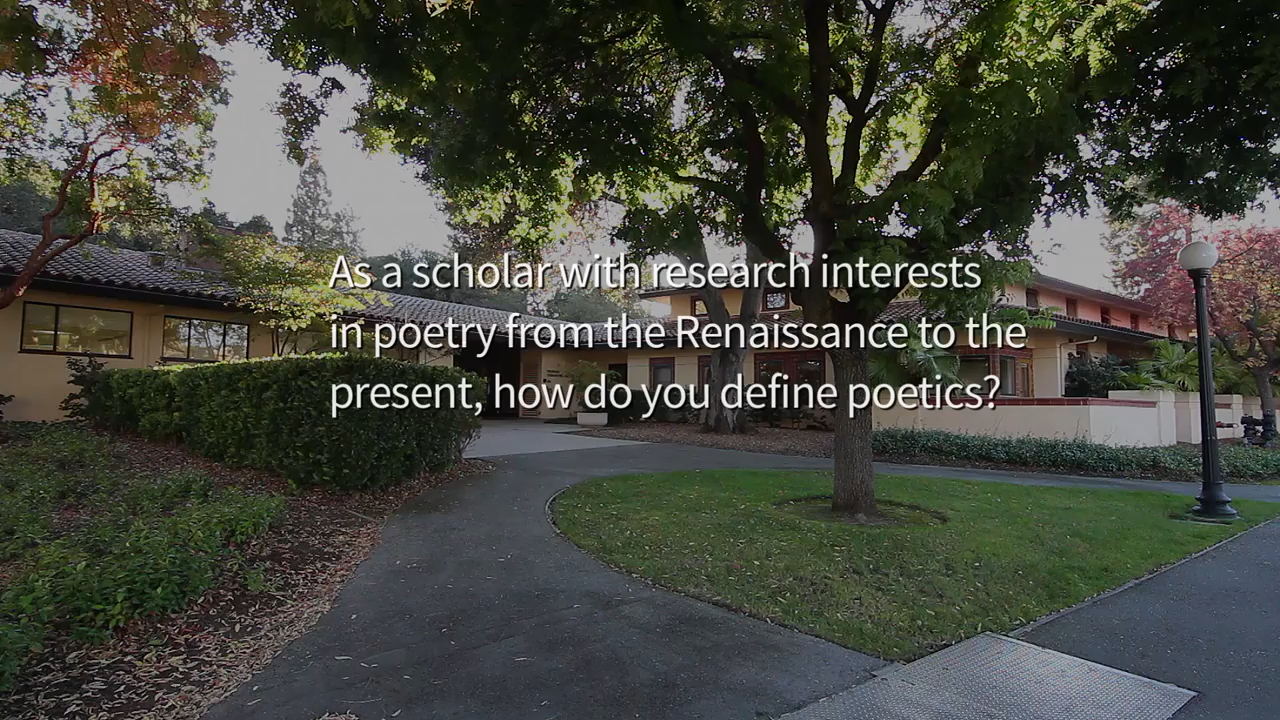 As a scholar with research interests
in poetry from the Renaissance to the
present, how do you define poetics?